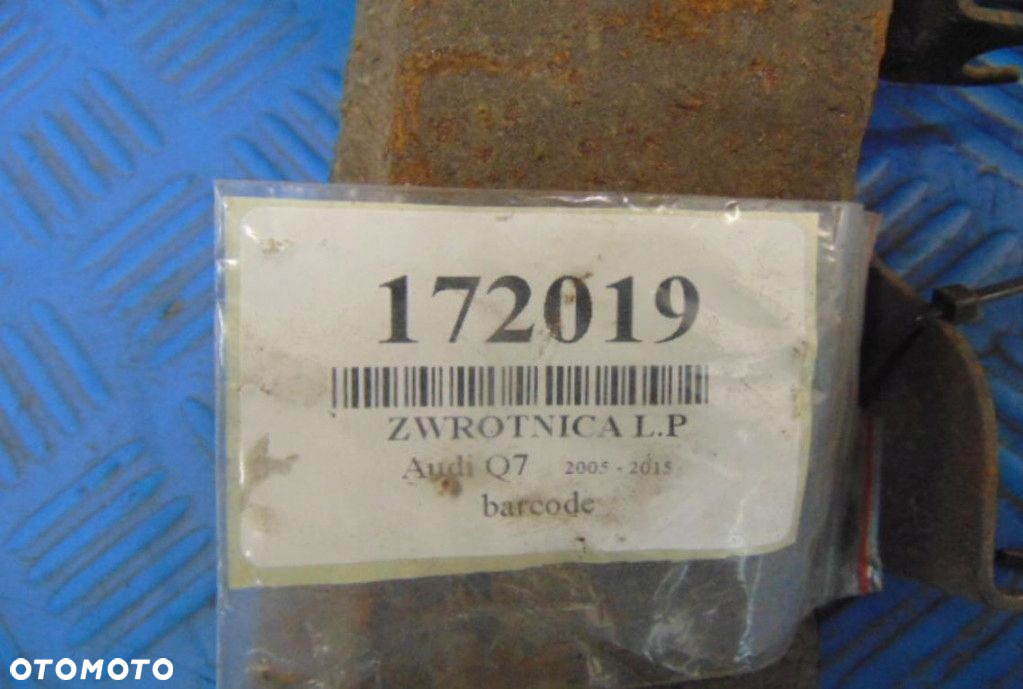 172019
ZWROTNICA L.P
Audi Q7 2005 - 2015
barcode
OTOMOTO